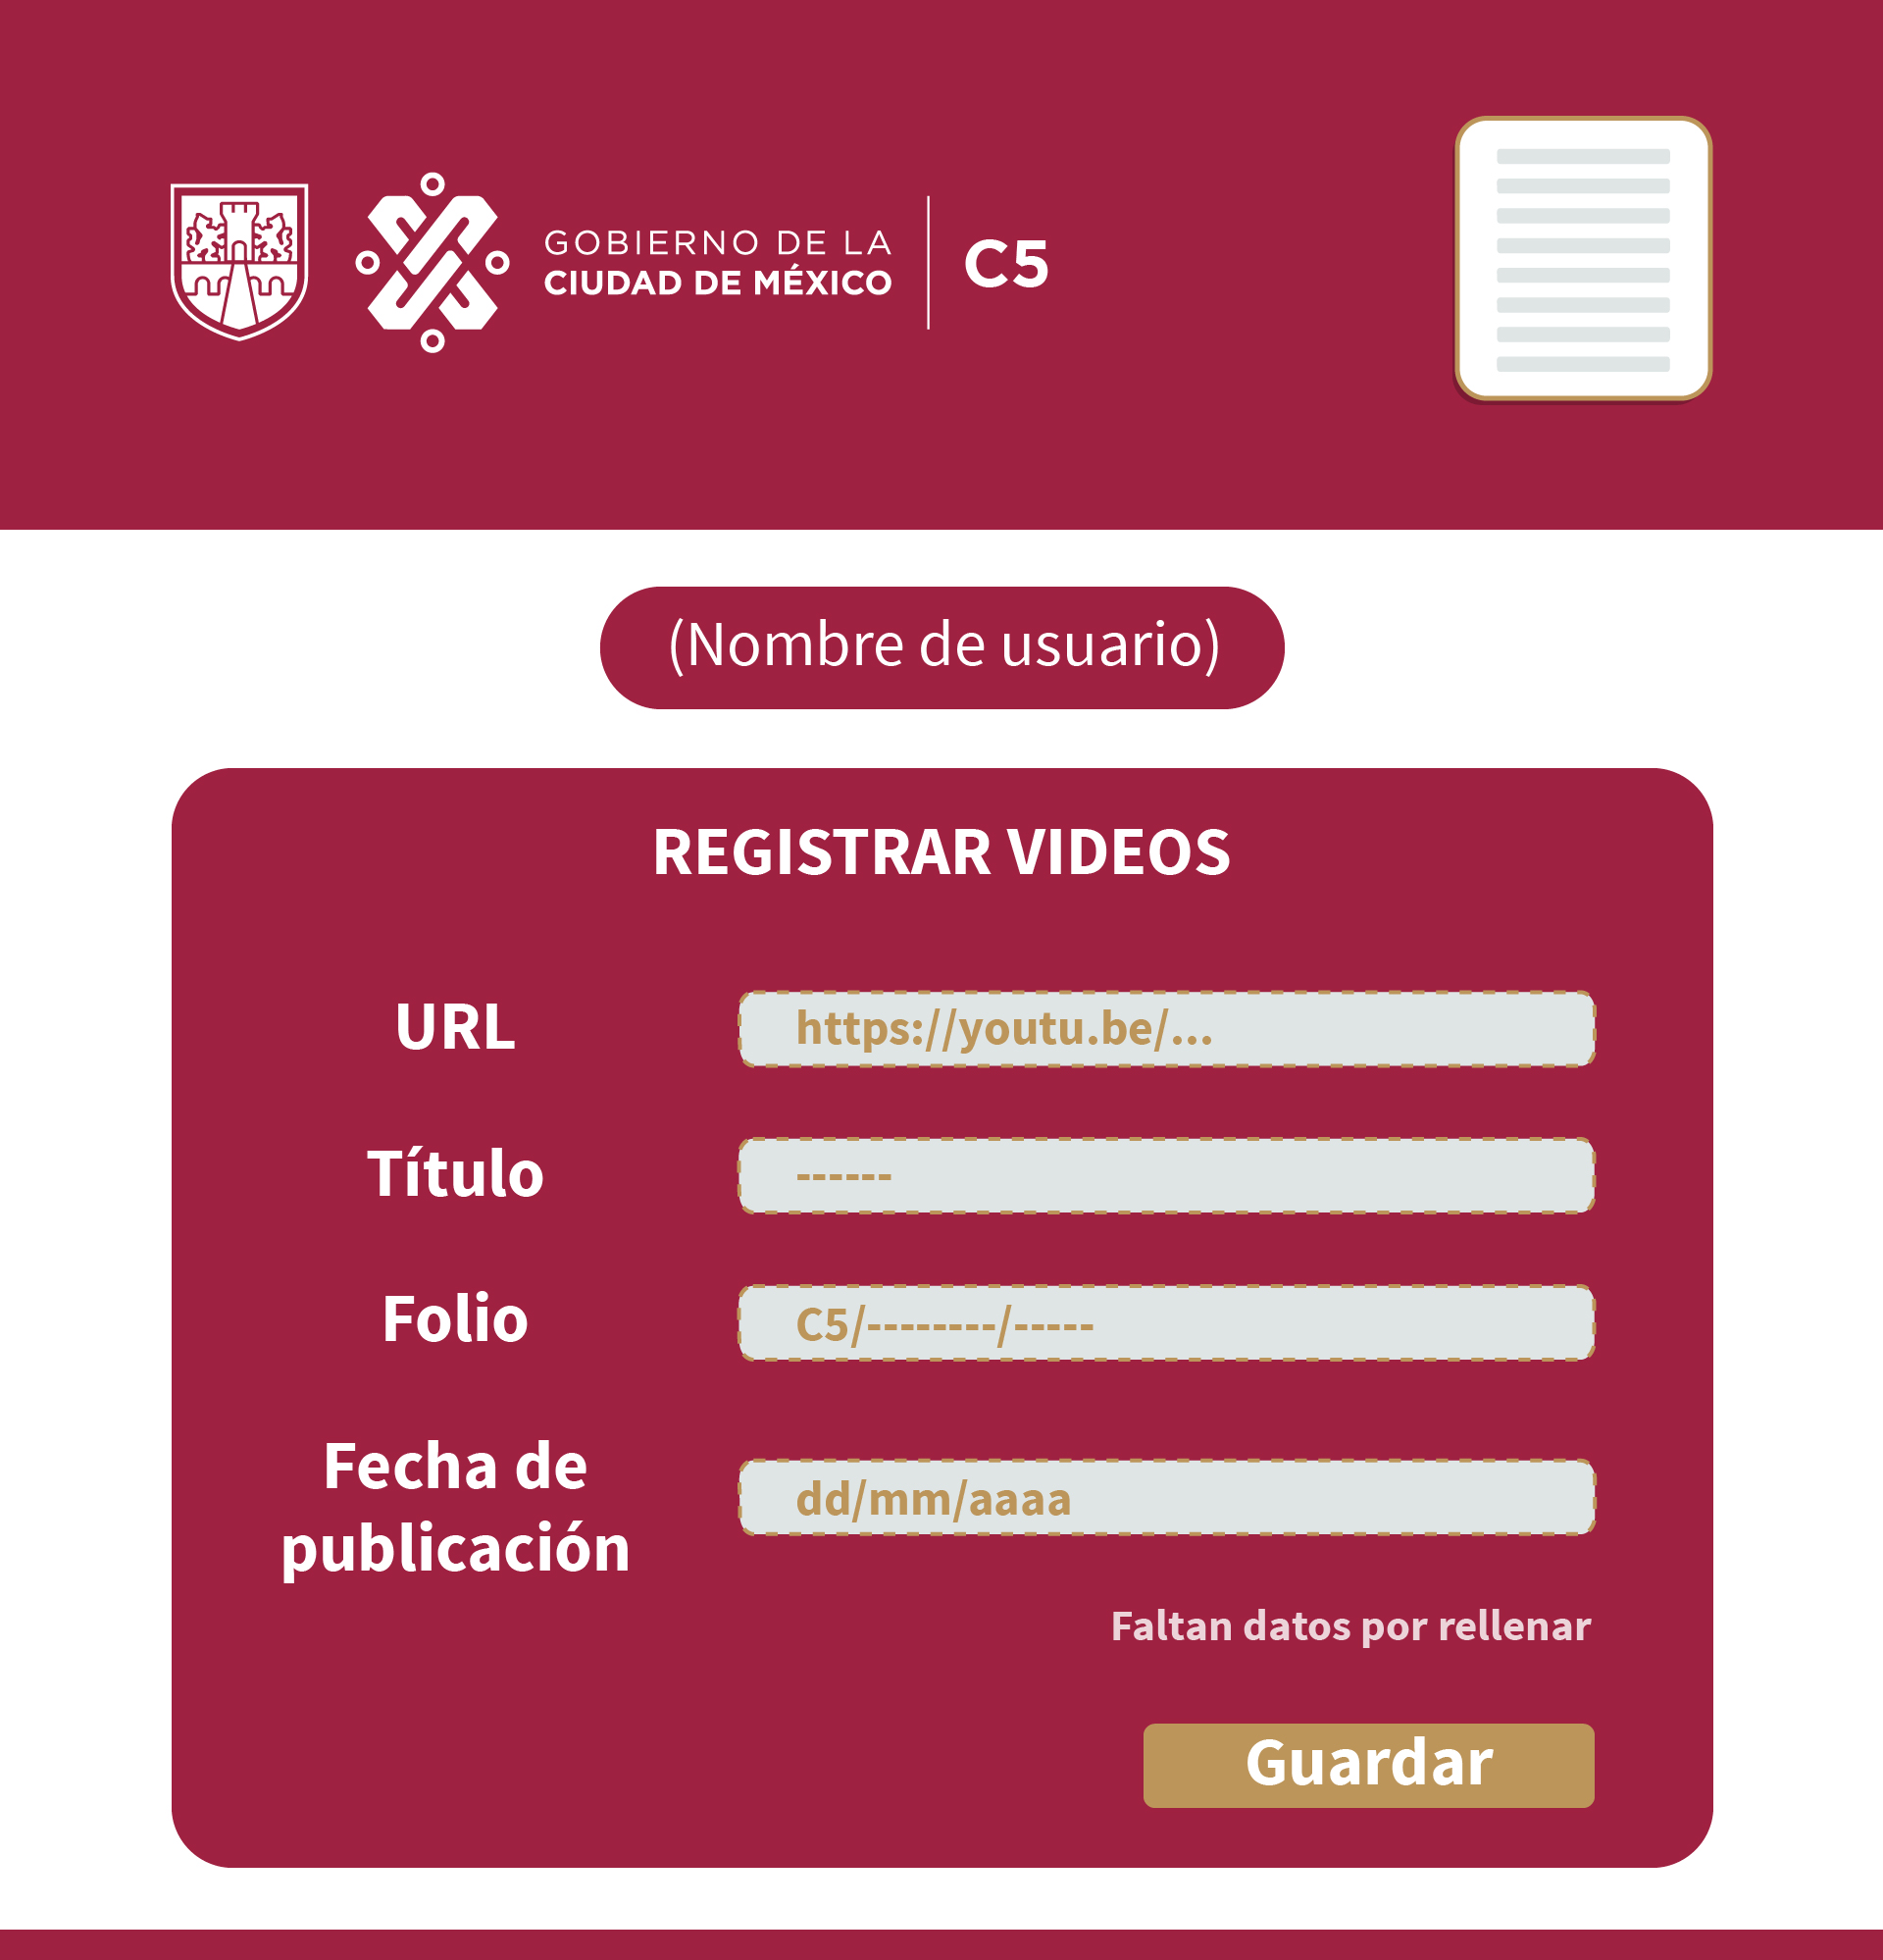 GOBIERNO DE LA
CIUDAD DE MÉXICO
C5
(Nombre de usuario)
REGISTRAR VIDEOS
URL
https://youtu.be/...
Título
------
Folio
C5/--------/-----
Fecha de
publicación
dd/mm/aaaa
Faltan datos por rellenar
Guardar